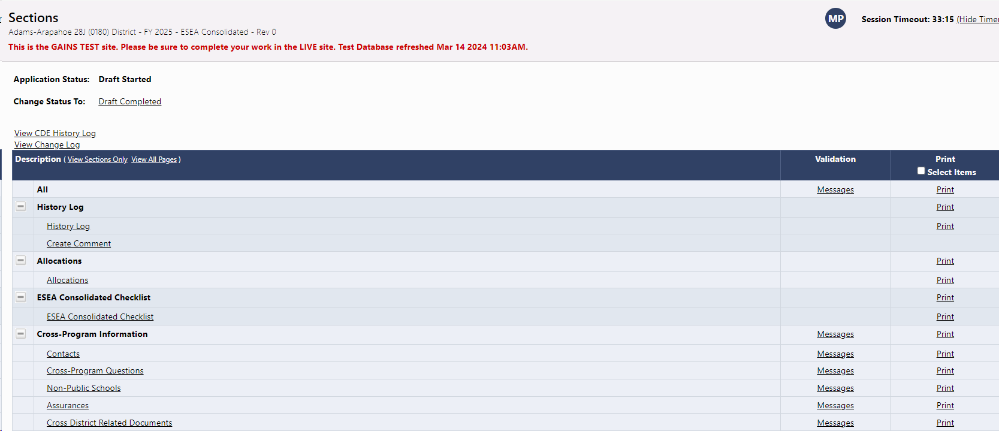 Sections
MP
Session Timeout: 33:15 (Hide Timer
Adams-Arapahoe 28J (0180) District - FY 2025 - ESEA Consolidated - Rev 0
This is the GAINS TEST site. Please be sure to complete your work in the LIVE site. Test Database refreshed Mar 14 2024 11:03AM.
Application Status: Draft Started
Change Status To: Draft Completed
View CDE History Log
View Change Log
Description ( View Sections Only View All Pages ) Validation Print
Select Items
All Messages Print
History Log Print
History Log Print
Create Comment
Allocations Print
Allocations Print
ESEA Consolidated Checklist Print
ESEA Consolidated Checklist Print
Cross-Program Information Messages Print
Contacts Messages Print
Cross-Program Questions Messages Print
Non-Public Schools Messages Print
Assurances Messages Print
Cross District Related Documents Messages Print